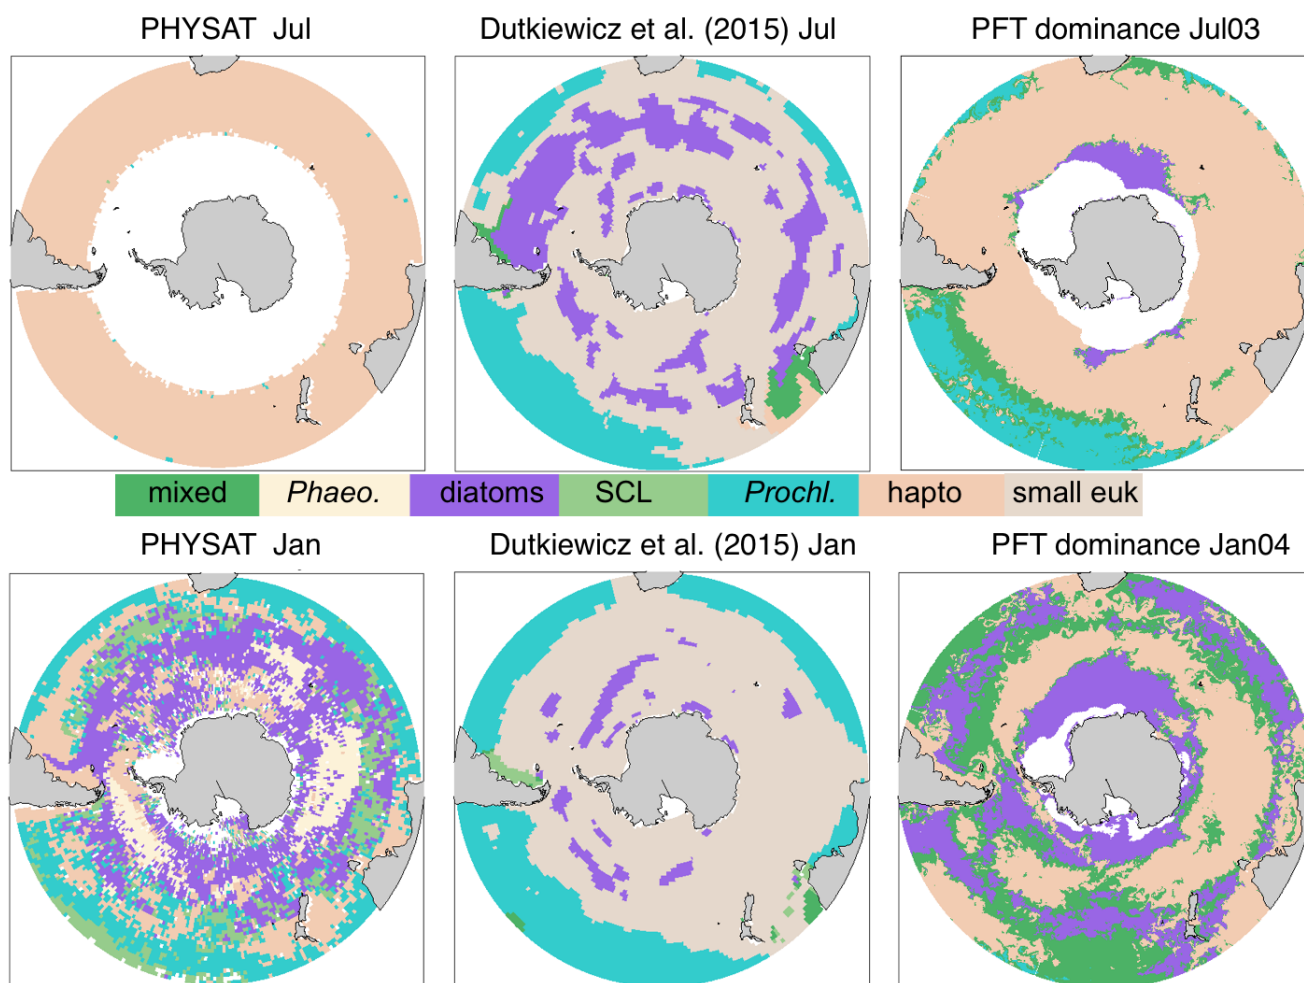 PHYSAT Jul
Dutkiewicz et al. (2015) Jul
PFT dominance Jul03
mixed
Phaeo.
diatoms
SCL
Prochl.
hapto
small euk
PHYSAT Jan
Dutkiewicz et al. (2015) Jan
PFT dominance Jan04